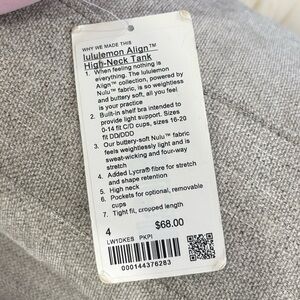 WHY WE MADE THIS
lululemon Align™
High-Neck Tank
1. When feeling nothing is
everything. The lululemon
Align™ collection, powered by
Nulu™ fabric, is so weightless
and buttery soft, all you feel
is your practice
2. Built-in shelf bra intended to
provide light support. Sizes
0-14 fit C/D cups, sizes 16-20
fit DD/DDD
3. Our buttery-soft Nulu™ fabric
feels weightlessly light and is
sweat-wicking and four-way
stretch
4. Added Lycra® fibre for stretch
and shape retention
5. High neck
6. Pockets for optional, removable
cups
7. Tight fit, cropped length
4 $68.00
LW1DKES PKPI
000144376283